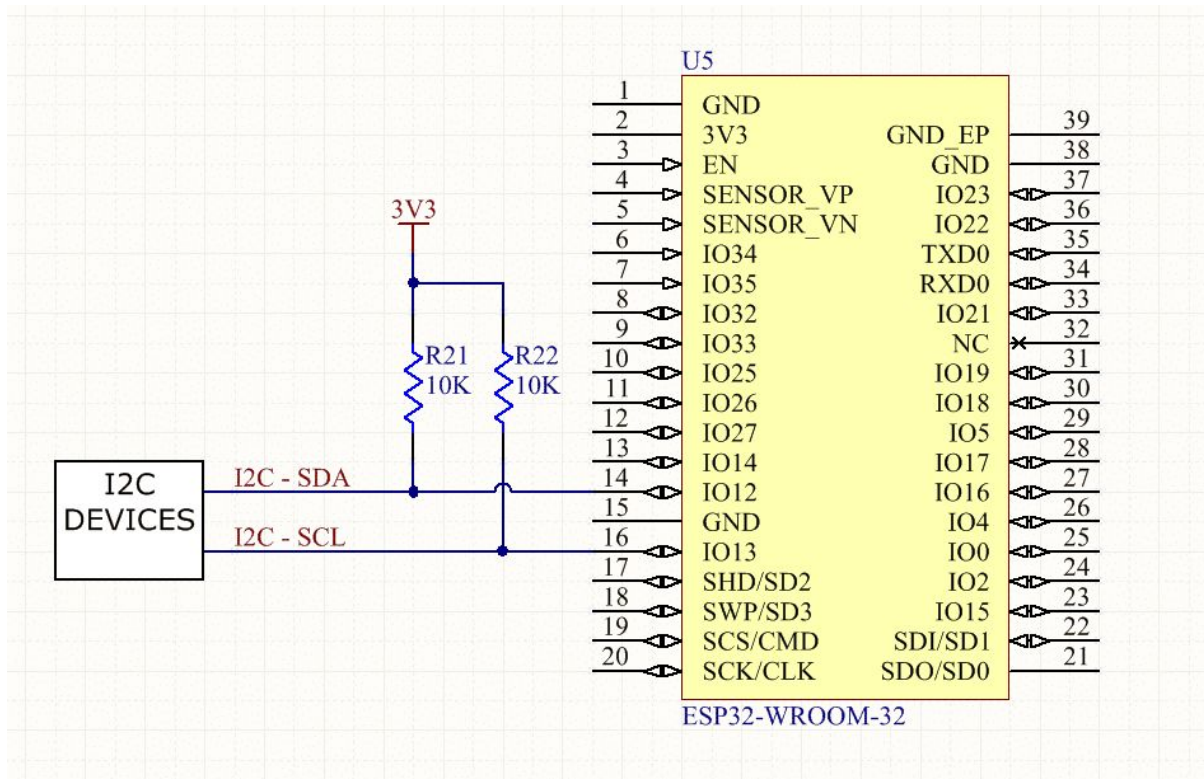 U5
1
GND
2
3V3
3
EN
4
SENSOR_VP
5
SENSOR_VN
6
IO34
7
IO35
8
IO32
9
IO33
10
IO25
11
IO26
12
IO27
13
IO14
14
IO12
15
GND
16
IO13
17
SHD/SD2
18
SWP/SD3
19
SCS/CMD
20
SCK/CLK
39
GND_EP
38
GND
37
IO23
36
IO22
35
TXD0
34
RXD0
33
IO21
32
NC
31
IO19
30
IO18
29
IO5
28
IO17
27
IO16
26
IO4
25
IO0
24
IO2
23
IO15
22
SDI/SD1
21
SDO/SD0
ESP32-WROOM-32
3V3
R21
10K
R22
10K
I2C
DEVICES
I2C - SDA
I2C - SCL